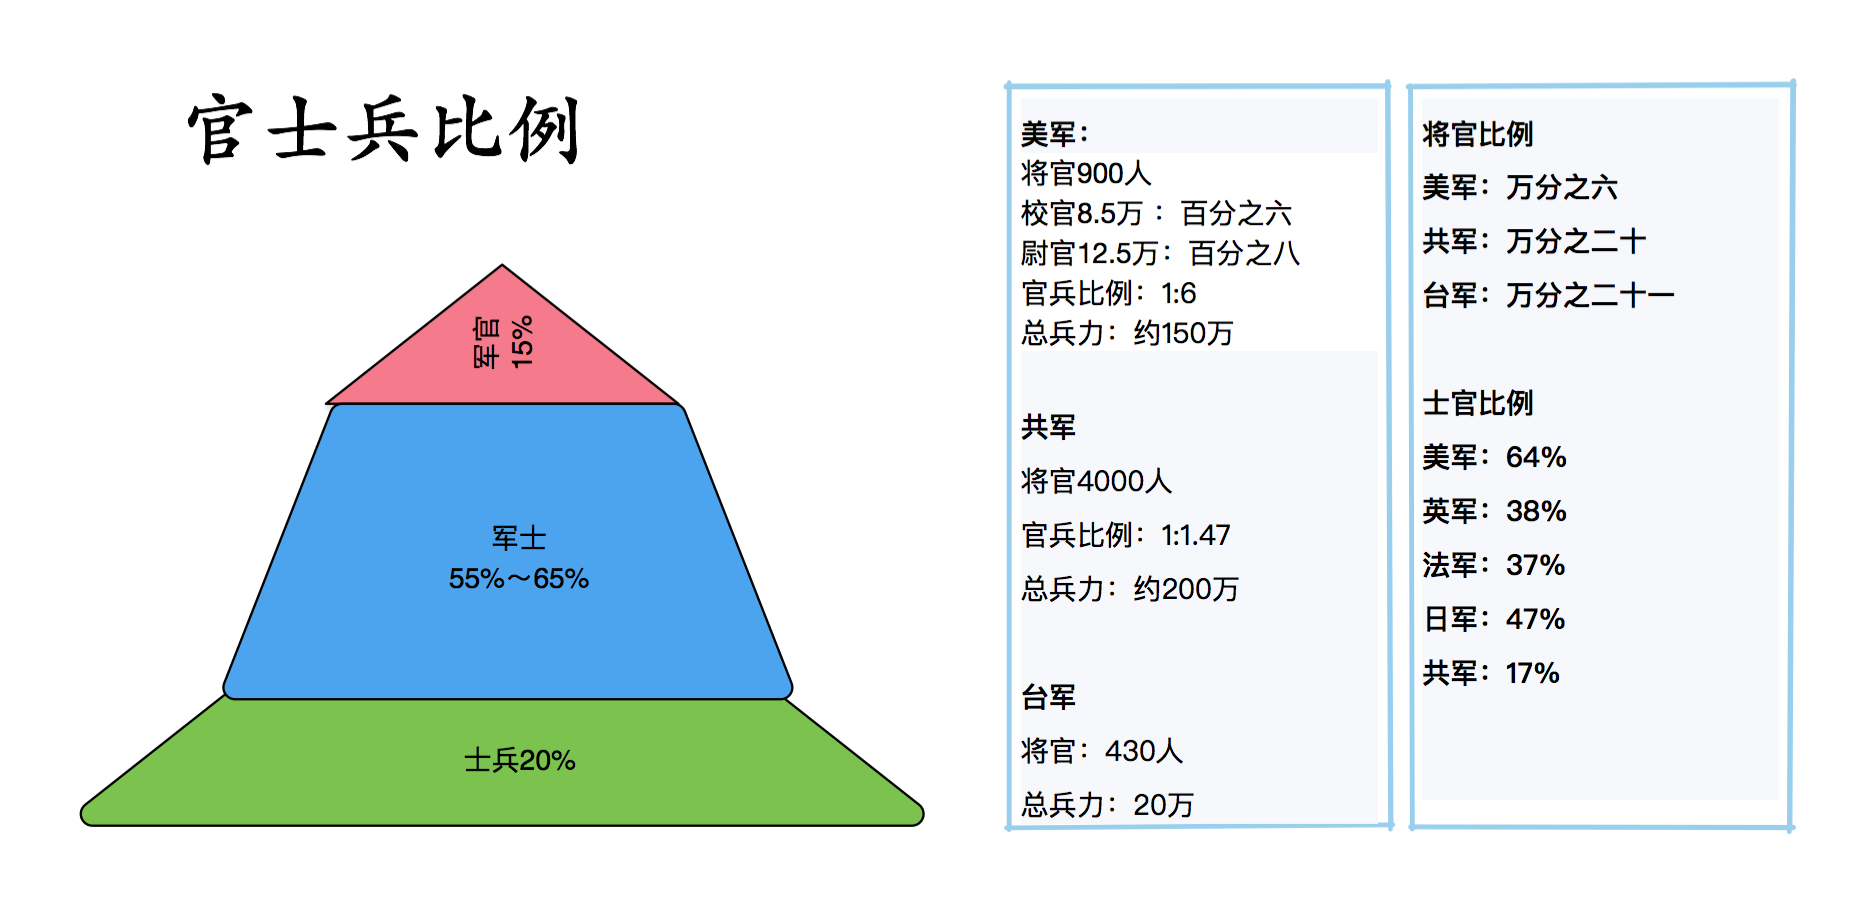 官士兵比例
军官
15%
军士
55%～65%
士兵20%
美军：
将官900人
校官8.5万 ：百分之六
尉官12.5万：百分之八
官兵比例：1:6
总兵力：约150万
共军
将官4000人
官兵比例：1:1.47
总兵力：约200万
台军
将官：430人
总兵力：20万
将官比例
美军：万分之六
共军：万分之二十
台军：万分之二十一
士官比例
美军：64%
英军：38%
法军：37%
日军：47%
共军：17%